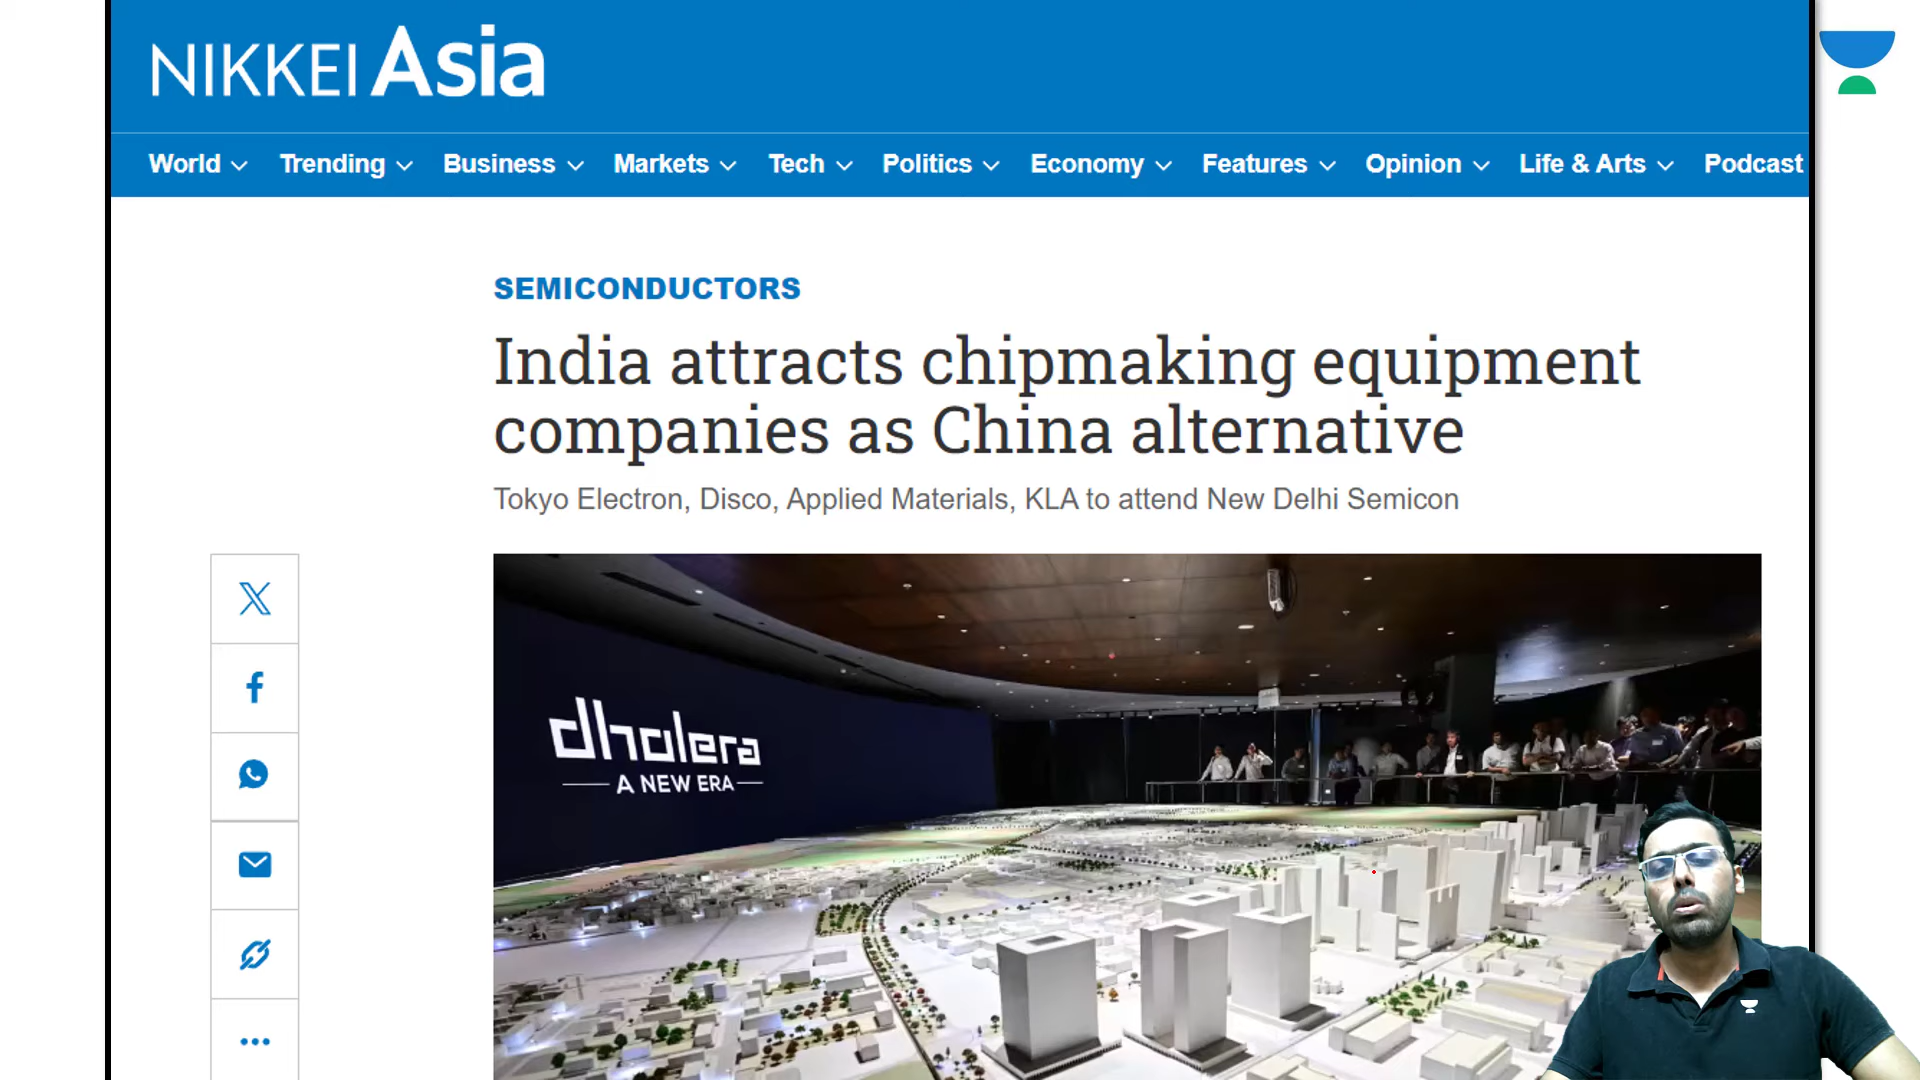 NIKKEI Asia
World Trending Business Markets Tech Politics Economy Features Opinion Life & Arts Podcast
SEMICONDUCTORS
India attracts chipmaking equipment
companies as China alternative
Tokyo Electron, Disco, Applied Materials, KLA to attend New Delhi Semicon
dholera
A NEW ERA